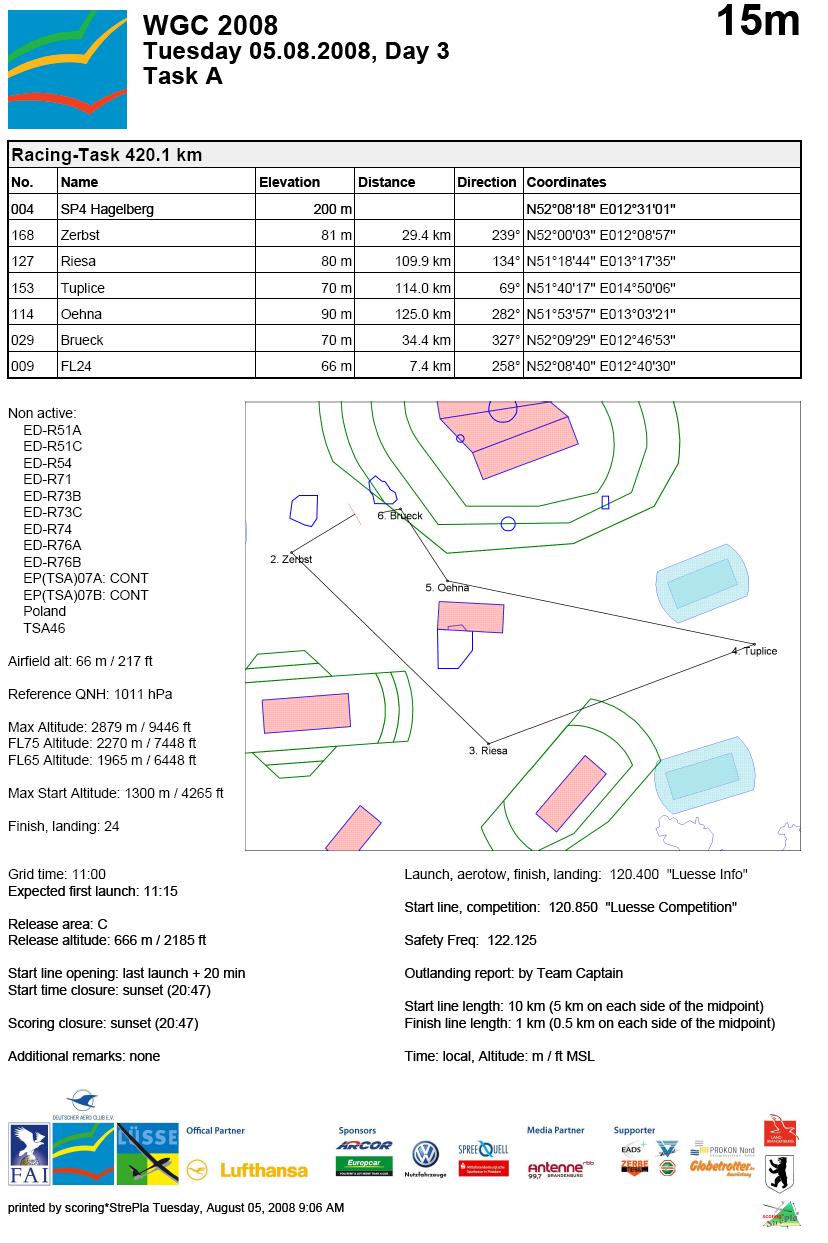 15m
WGC 2008
Tuesday 05.08.2008, Day 3
Task A
Racing-Task 420.1 km
No. Name Elevation Distance Direction Coordinates
004 SP4 Hagelberg 200 m N52°08'18" E012°31'01"
168 Zerbst 81 m 29.4 km 239° N52°00'03" E012°08'57"
127 Riesa 80 m 109.9 km 134° N51°18'44" E013°17'35"
153 Tuplice 70 m 114.0 km 69° N51°40'17" E014°50'06"
114 Oehna 90 m 125.0 km 282° N51°53'57" E013°03'21"
029 Brueck 70 m 34.4 km 327° N52°09'29" E012°46'53"
009 FL24 66 m 7.4 km 258° N52°08'40" E012°40'30"
Non active:
ED-R51A
ED-R51C
ED-R54
ED-R71
ED-R73B
ED-R73C
ED-R74
ED-R76A
ED-R76B
EP(TSA)07A: CONT
EP(TSA)07B: CONT
Poland
TSA46
Airfield alt: 66 m / 217 ft
Reference QNH: 1011 hPa
Max Altitude: 2879 m / 9446 ft
FL75 Altitude: 2270 m / 7448 ft
FL65 Altitude: 1965 m / 6448 ft
Max Start Altitude: 1300 m / 4265 ft
Finish, landing: 24
6. Brueck
2. Zerbst
5. Oehna
4. Tuplice
3. Riesa
Grid time: 11:00
Expected first launch: 11:15
Release area: C
Release altitude: 666 m / 2185 ft
Start line opening: last launch + 20 min
Start time closure: sunset (20:47)
Scoring closure: sunset (20:47)
Additional remarks: none
Launch, aerotow, finish, landing: 120.400 "Luesse Info"
Start line, competition: 120.850 "Luesse Competition"
Safety Freq: 122.125
Outlanding report: by Team Captain
Start line length: 10 km (5 km on each side of the midpoint)
Finish line length: 1 km (0.5 km on each side of the midpoint)
Time: local, Altitude: m / ft MSL
DEUTSCHER AERO CLUB E.V.
FAI
LÜSSE
Offical Partner
Lufthansa
Sponsors
ARCOR
Europcar
Nutzfahrzeuge
SPREEQUELL
Media Partner
antenne
99,7 BRANDENBURG
Supporter
EADS
ZERBE
PROKON Nord
Globetrotter.de
LAND BRANDENBURG
printed by scoring*StrePla Tuesday, August 05, 2008 9:06 AM